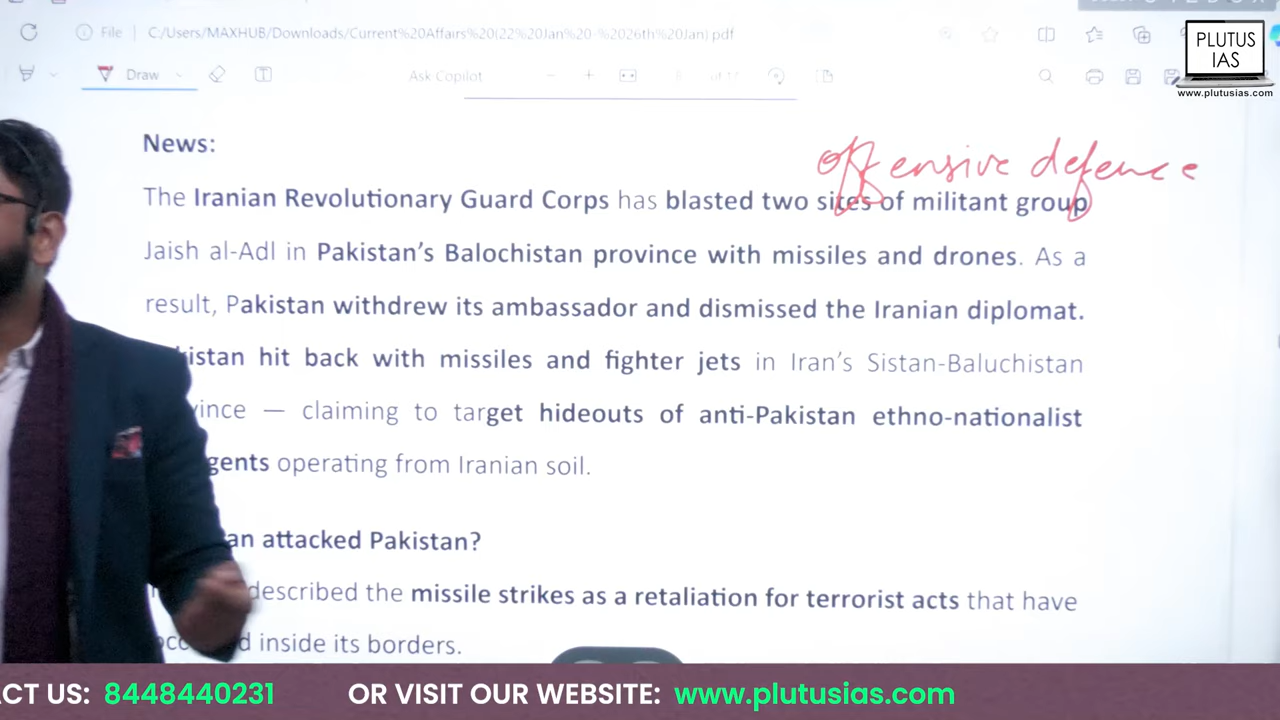 File C:/Users/MAXHUB/Downloads/Current%20Affairs%20(22%20Jan%20-%2026th%20Jan).pdf
PLUTUS
IAS
www.plutusias.com
Draw Ask Copilot
News:
offensive defence
The Iranian Revolutionary Guard Corps has blasted two sites of militant group
Jaish al-Adl in Pakistan's Balochistan province with missiles and drones. As a
result, Pakistan withdrew its ambassador and dismissed the Iranian diplomat.
kistan hit back with missiles and fighter jets in Iran's Sistan-Baluchistan
vince — claiming to target hideouts of anti-Pakistan ethno-nationalist
gents operating from Iranian soil.
an attacked Pakistan?
described the missile strikes as a retaliation for terrorist acts that have
d inside its borders.
ACT US: 8448440231 OR VISIT OUR WEBSITE: www.plutusias.com